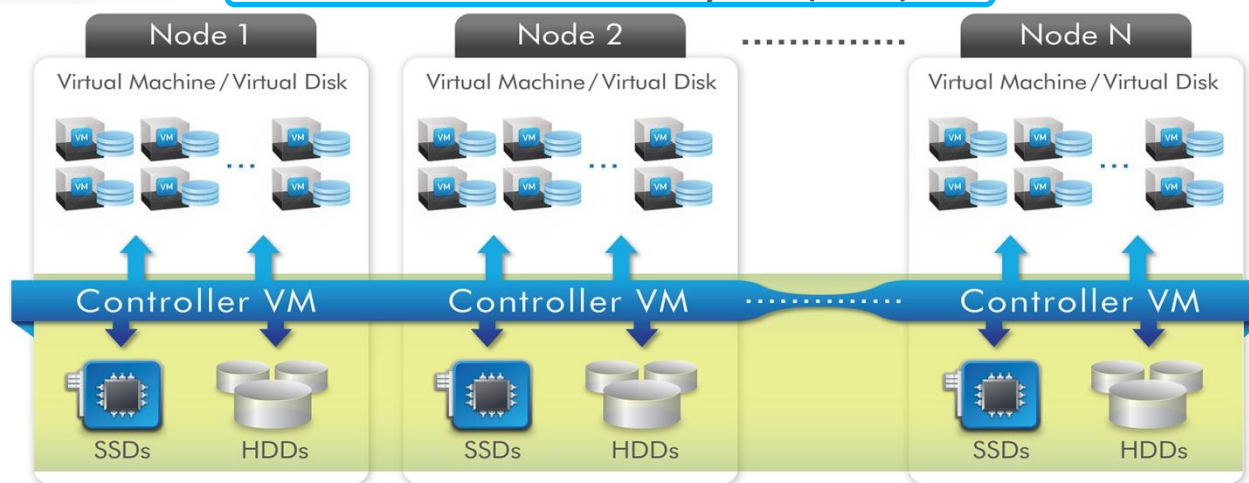 Node 1 Node 2 Node N
Virtual Machine/Virtual Disk Virtual Machine/Virtual Disk Virtual Machine/Virtual Disk
VM VM VM VM VM VM VM VM VM
... ... ...
VM VM VM VM VM VM VM VM VM
Controller VM Controller VM Controller VM
SSDs HDDs SSDs HDDs SSDs HDDs